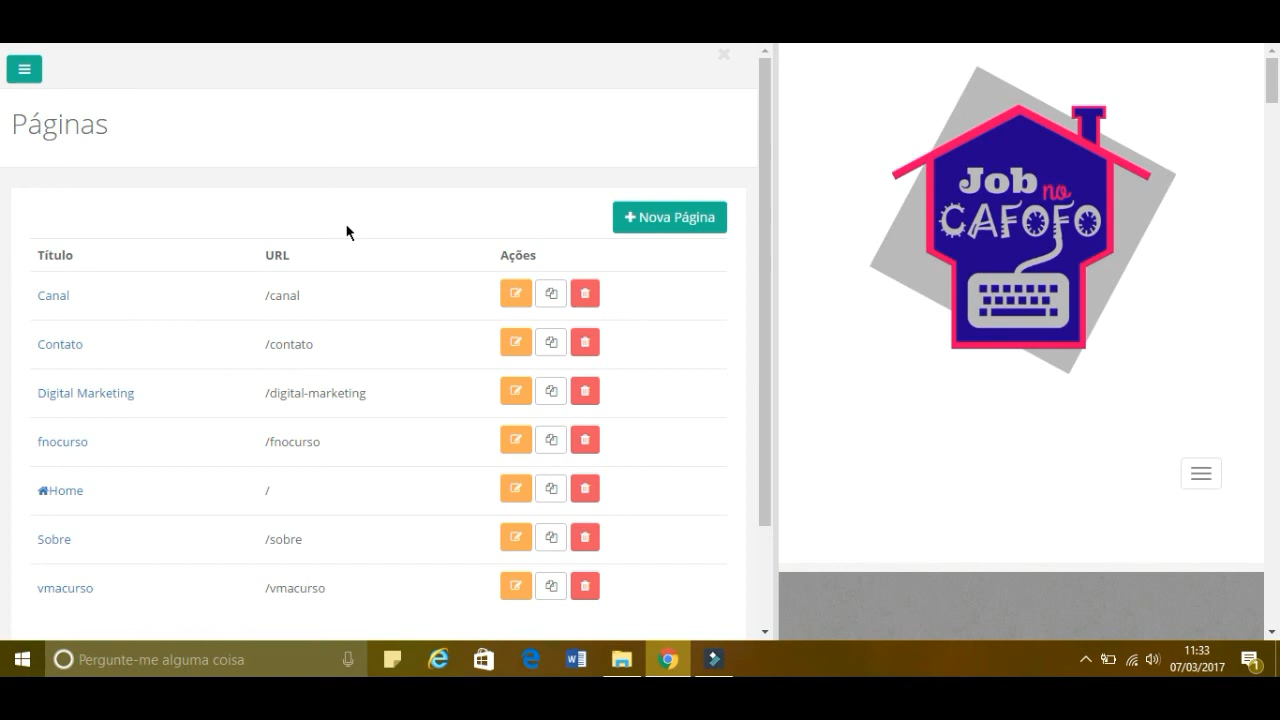 Páginas
Nova Página
Título URL Ações
Canal /canal
Contato /contato
Digital Marketing /digital-marketing
fnocurso /fnocurso
Home /
Sobre /sobre
vmacurso /vmacurso
Job no
CAFOFO
Pergunte-me alguma coisa
11:33
07/03/2017
1